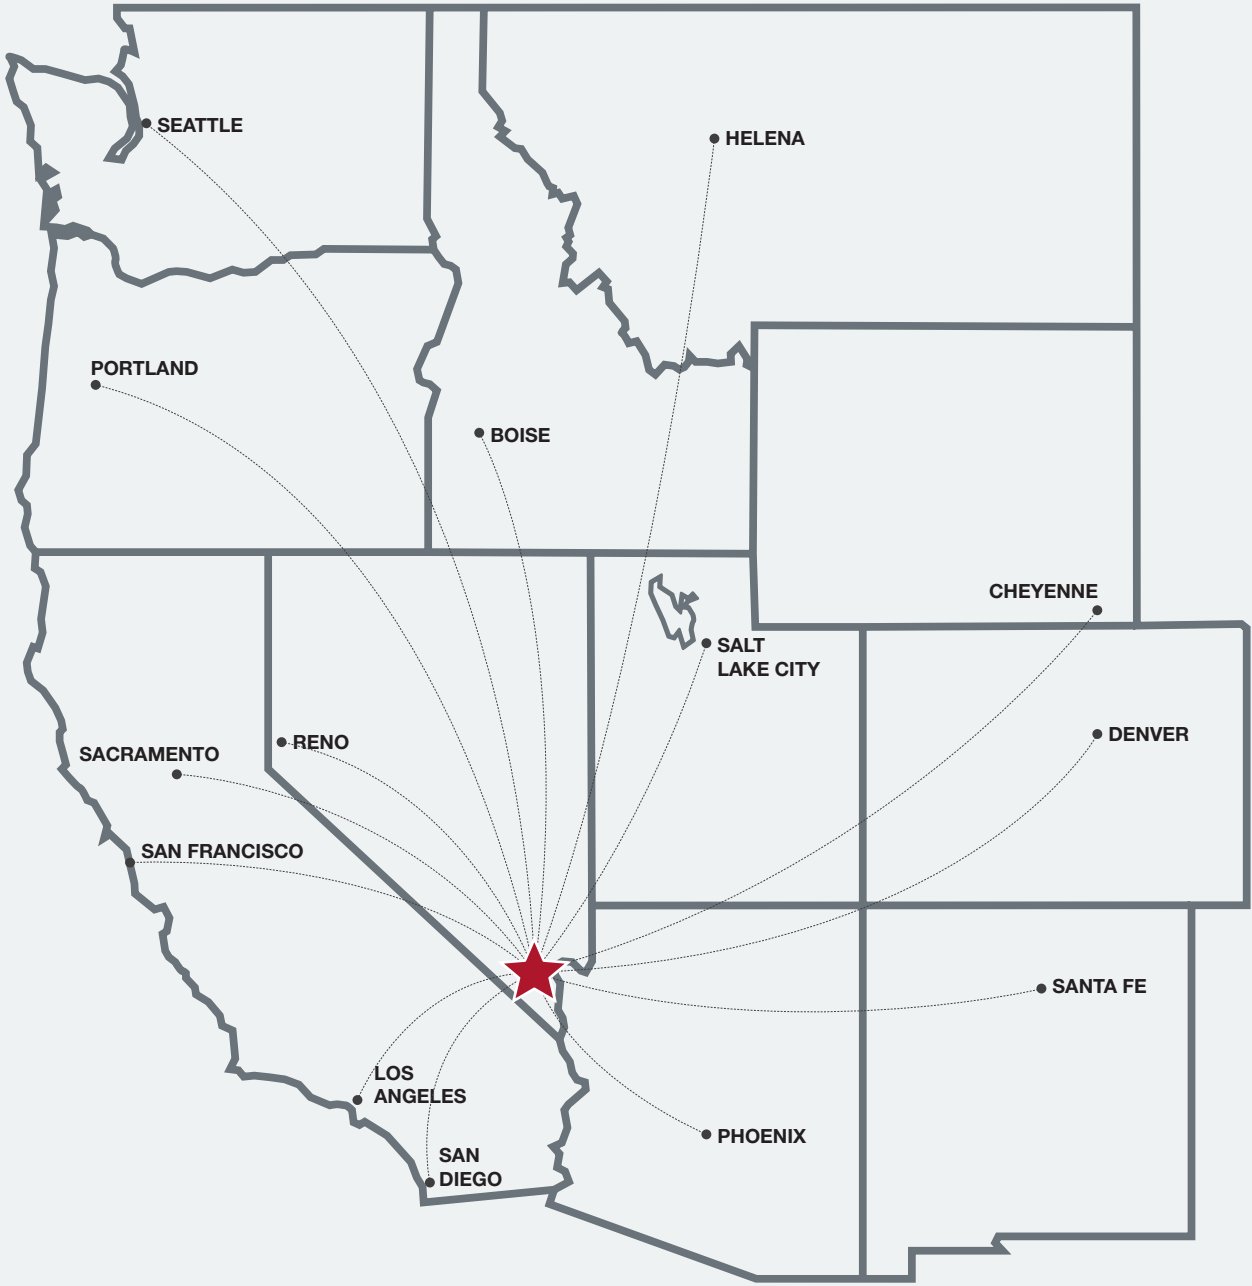 SEATTLE
HELENA
PORTLAND
BOISE
CHEYENNE
SALT
LAKE CITY
DENVER
RENO
SACRAMENTO
SAN FRANCISCO
SANTA FE
LOS
ANGELES
PHOENIX
SAN
DIEGO